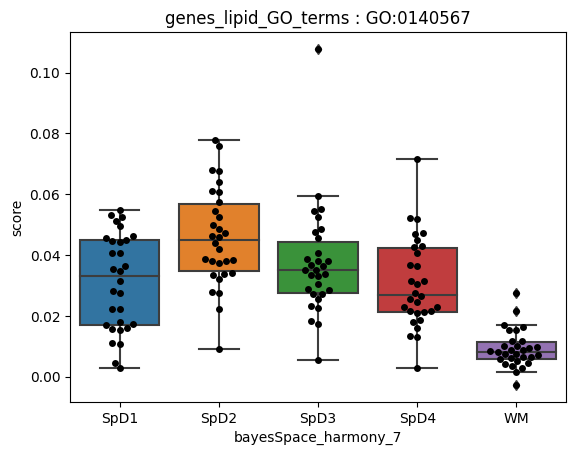 genes_lipid_GO_terms : GO:0140567
0.10
0.08
0.06
0.04
0.02
0.00
score
SpD1 SpD2 SpD3 SpD4 WM
bayesSpace_harmony_7